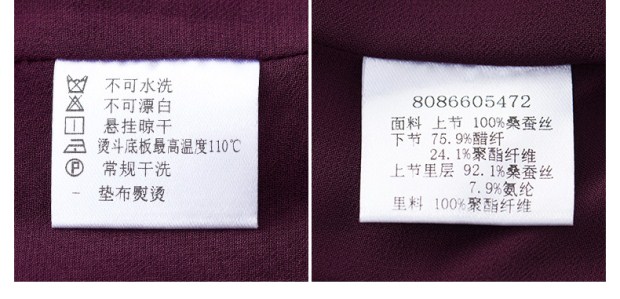 不可水洗
不可漂白
悬挂晾干
熨斗底板最高温度110℃
P 常规干洗
- 垫布熨烫
8086605472
面料 上节 100%桑蚕丝
下节 75.9%醋纤
24.1%聚酯纤维
上节里层 92.1%桑蚕丝
7.9%氨纶
里料 100%聚酯纤维